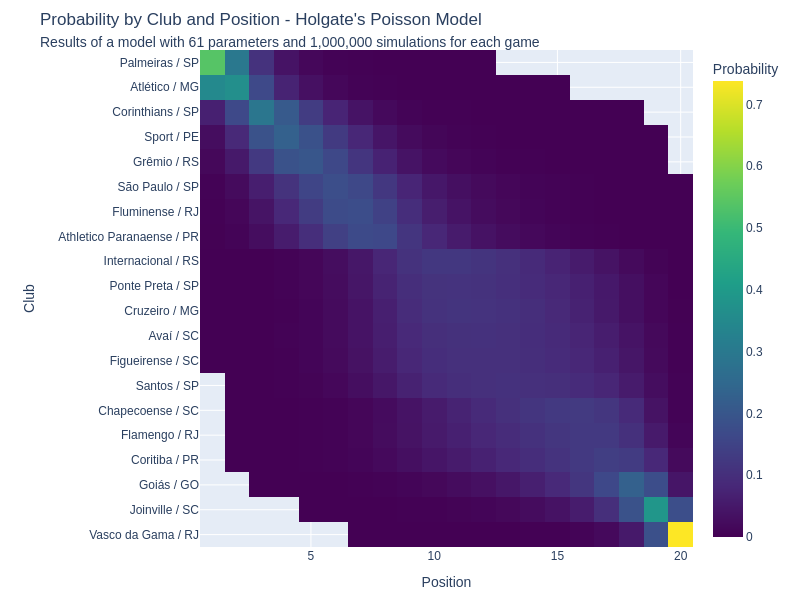 Probability by Club and Position - Holgate's Poisson Model
Results of a model with 61 parameters and 1,000,000 simulations for each game
Probability
Palmeiras / SP
Atlético / MG
Corinthians / SP
Sport / PE
Grêmio / RS
São Paulo / SP
Fluminense / RJ
Athletico Paranaense / PR
Internacional / RS
Ponte Preta / SP
Cruzeiro / MG
Avaí / SC
Figueirense / SC
Santos / SP
Chapecoense / SC
Flamengo / RJ
Coritiba / PR
Goiás / GO
Joinville / SC
Vasco da Gama / RJ
Club
5
10
15
20
Position
0.7
0.6
0.5
0.4
0.3
0.2
0.1
0